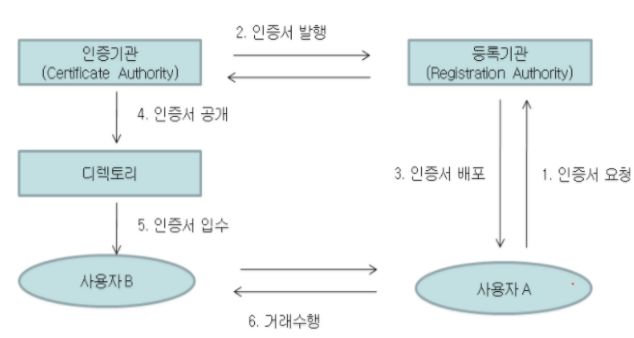 2. 인증서 발행
인증기관
(Certificate Authority)
등록기관
(Registration Authority)
4. 인증서 공개
디렉토리
3. 인증서 배포
1. 인증서 요청
5. 인증서 입수
사용자 B
사용자 A
6. 거래수행